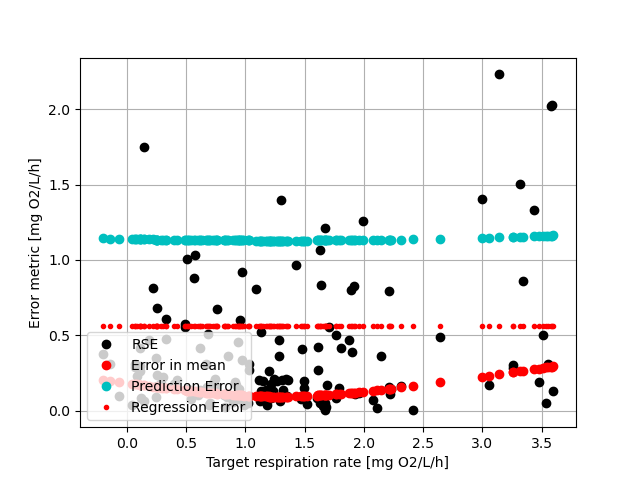 2.0
1.5
1.0
0.5
0.0
Error metric [mg O2/L/h]
RSE
Error in mean
Prediction Error
Regression Error
0.0 0.5 1.0 1.5 2.0 2.5 3.0 3.5
Target respiration rate [mg O2/L/h]